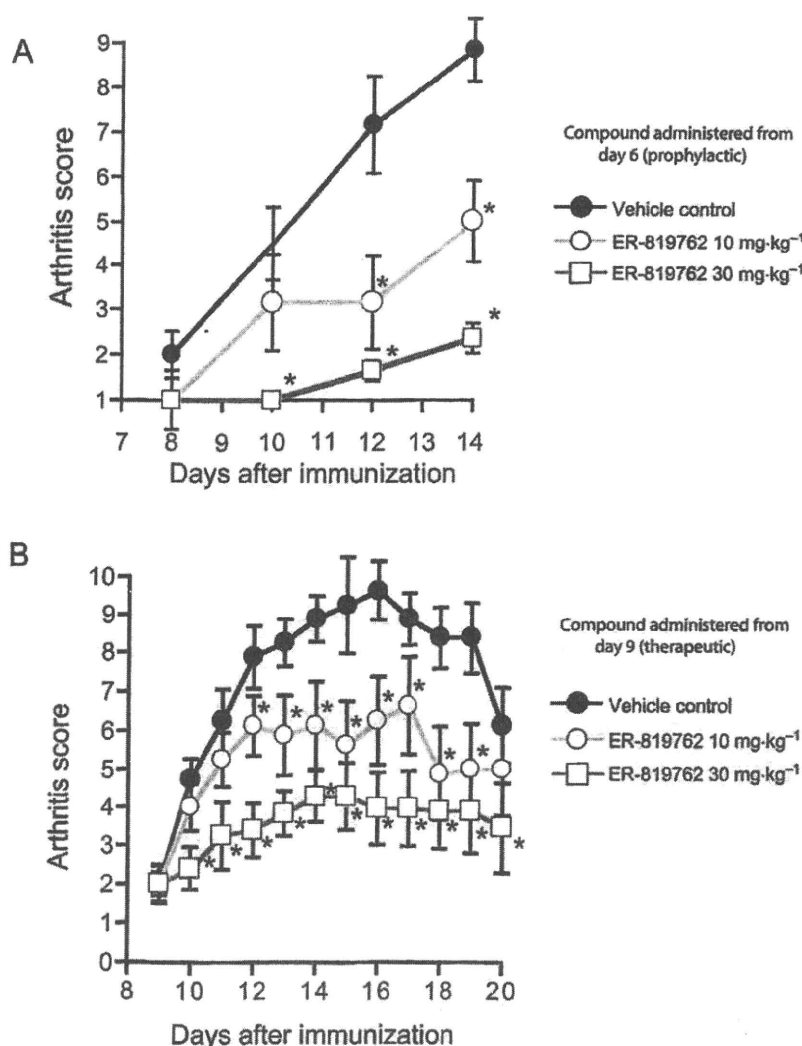 A
Arthritis score
9
8
7
6
5
4
3
2
1
7 8 9 10 11 12 13 14
Days after immunization
Compound administered from
day 6 (prophylactic)
Vehicle control
ER-819762 10 mg·kg⁻¹
ER-819762 30 mg·kg⁻¹
* * * * *
B
Arthritis score
10
9
8
7
6
5
4
3
2
1
0
8 10 12 14 16 18 20
Days after immunization
Compound administered from
day 9 (therapeutic)
Vehicle control
ER-819762 10 mg·kg⁻¹
ER-819762 30 mg·kg⁻¹
* * * * * * * *
* * * * * * * * * * *